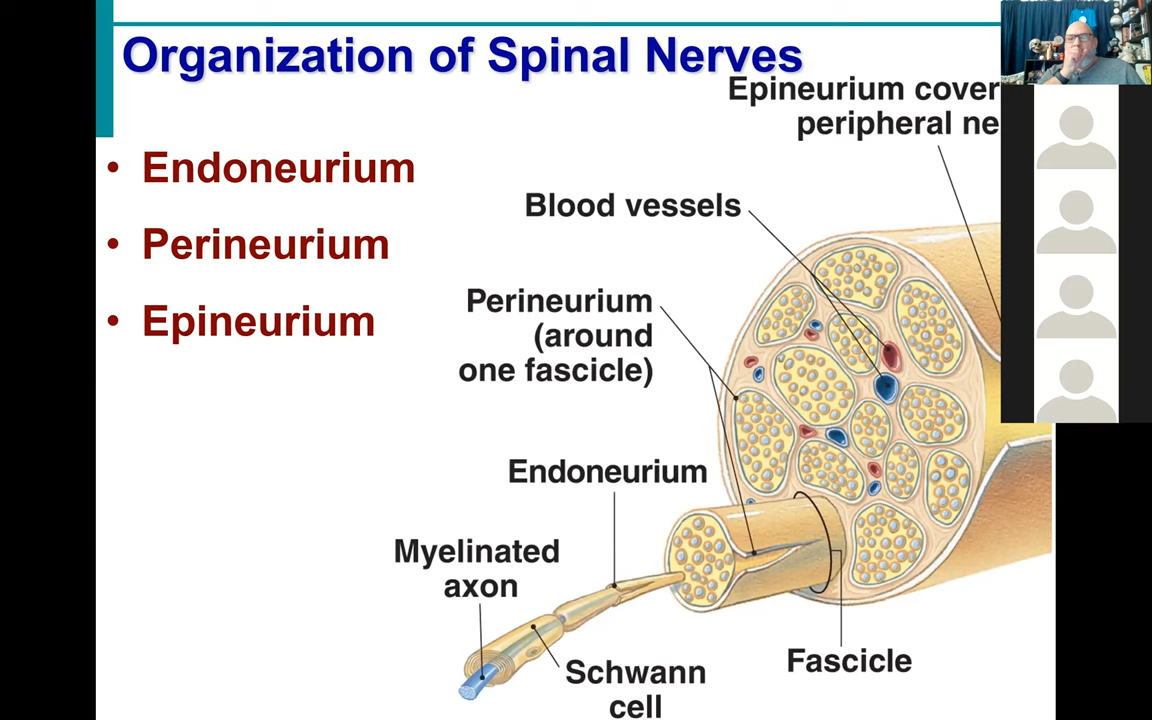 Organization of Spinal Nerves
• Endoneurium
• Perineurium
• Epineurium
Epineurium cover
peripheral ne
Blood vessels
Perineurium
(around
one fascicle)
Endoneurium
Myelinated
axon
Schwann
cell
Fascicle